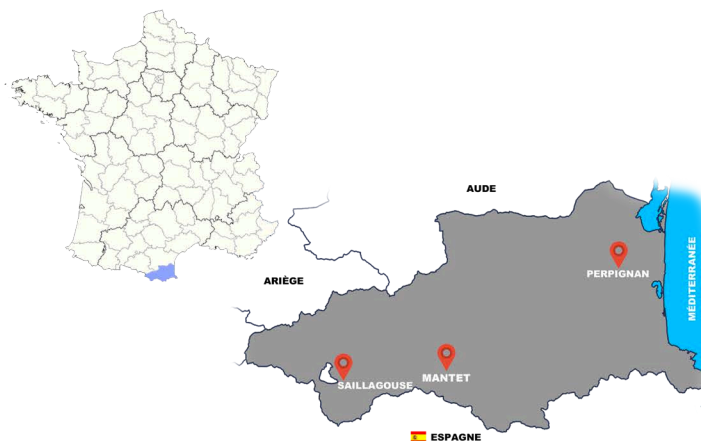 AUDE
MÉDITERRANÉE
PERPIGNAN
ARIÈGE
MANTET
SAILLAGOUSE
ESPAGNE